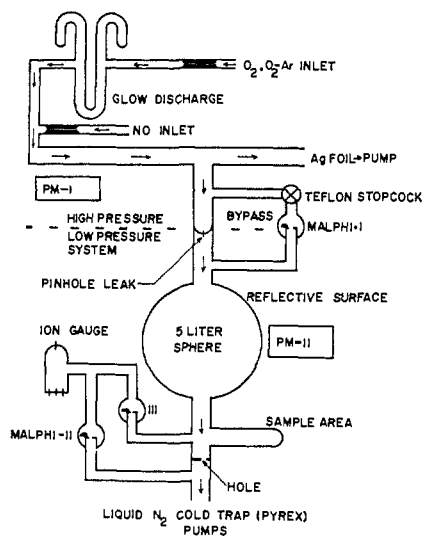 O2, O2-Ar INLET
GLOW DISCHARGE
NO INLET
Ag FOIL→PUMP
PM-I
TEFLON STOPCOCK
HIGH PRESSURE
BYPASS
MALPHI-I
LOW PRESSURE
SYSTEM
PINHOLE LEAK
REFLECTIVE SURFACE
ION GAUGE
5 LITER
SPHERE
PM-II
III
SAMPLE AREA
MALPHI-II
HOLE
LIQUID N2 COLD TRAP (PYREX)
PUMPS